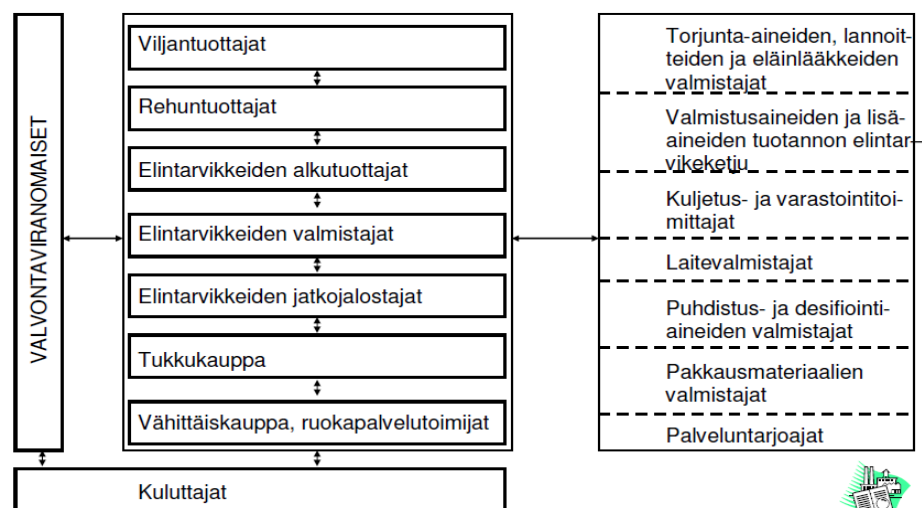 VALVONTAVIRANOMAISET
Viljantuottajat
Rehuntuottajat
Elintarvikkeiden alkutuottajat
Elintarvikkeiden valmistajat
Elintarvikkeiden jatkojalostajat
Tukkukauppa
Vähittäiskauppa, ruokapalvelutoimijat
Kuluttajat
Torjunta-aineiden, lannoit-
teiden ja eläinlääkkeiden
valmistajat
Valmistusaineiden ja lisä-
aineiden tuotannon elintar-
vikeketju
Kuljetus- ja varastointitoi-
mittajat
Laitevalmistajat
Puhdistus- ja desifiointi-
aineiden valmistajat
Pakkausmateriaalien
valmistajat
Palveluntarjoajat